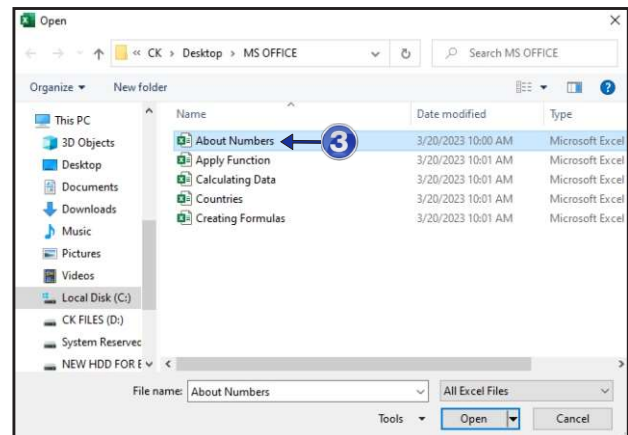 Open
« CK > Desktop > MS OFFICE
Search MS OFFICE
Organize
New folder
Name Date modified Type
This PC
3D Objects
Desktop
Documents
Downloads
Music
Pictures
Videos
Local Disk (C:)
CK FILES (D:)
System Reserved
NEW HDD FOR E
About Numbers 3 3/20/2023 10:00 AM Microsoft Excel
Apply Function 3/20/2023 10:01 AM Microsoft Excel
Calculating Data 3/20/2023 10:01 AM Microsoft Excel
Countries 3/20/2023 10:01 AM Microsoft Excel
Creating Formulas 3/20/2023 10:01 AM Microsoft Excel
File name: About Numbers
All Excel Files
Tools Open Cancel